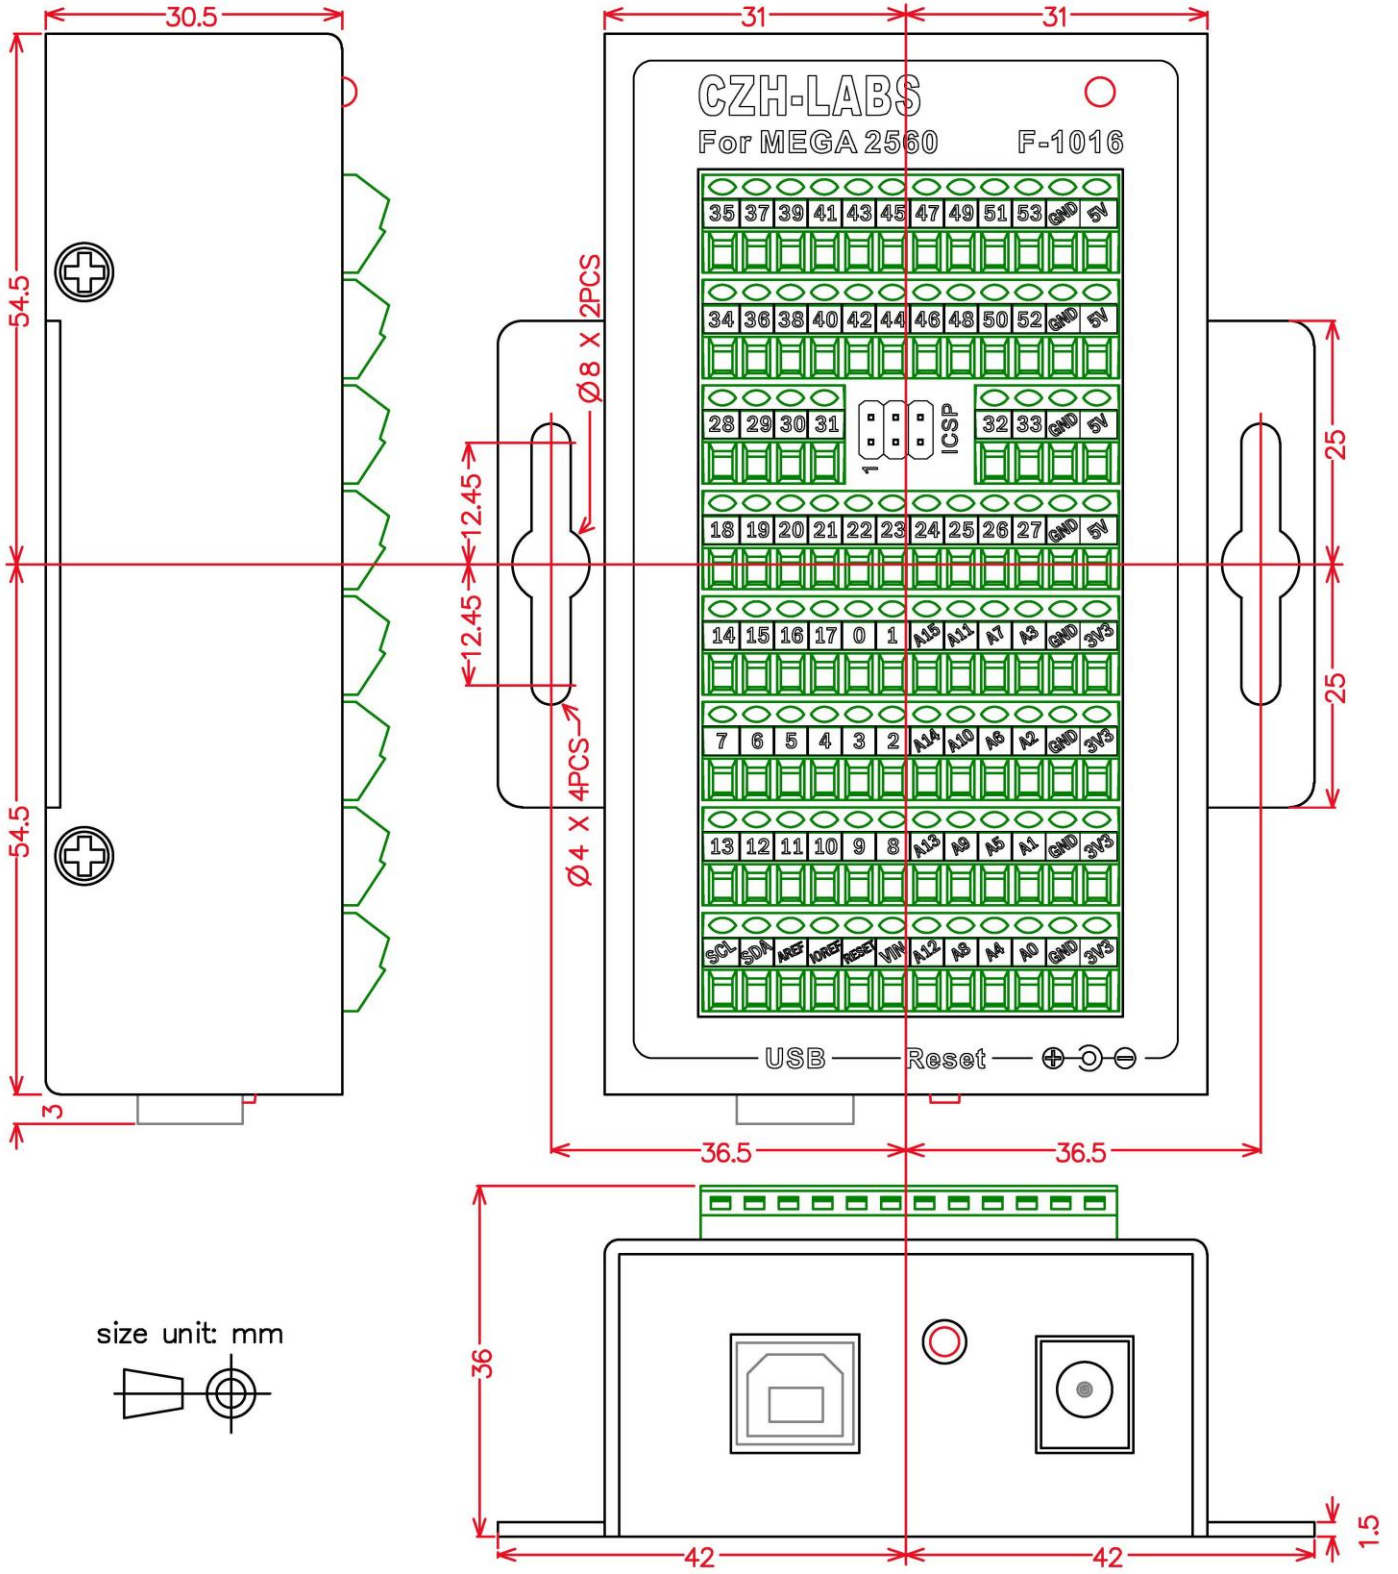 30.5
31 31
CZH-LABS
For MEGA 2560 F-1016
35 37 39 41 43 45 47 49 51 53 GND 5V
34 36 38 40 42 44 46 48 50 52 GND 5V
28 29 30 31 32 33 GND 5V
1 ICSP
18 19 20 21 22 23 24 25 26 27 GND 5V
14 15 16 17 0 1 A15 A11 A7 A3 GND 3V3
7 6 5 4 3 2 A14 A10 A6 A2 GND 3V3
13 12 11 10 9 8 A13 A9 A5 A1 GND 3V3
SCL SDA AREF IOREF RESET VIN A12 A8 A4 A0 GND 3V3
USB Reset
54.5
54.5
3
Ø8 X 2PCS
12.45
12.45
Ø4 X 4PCS
25
25
36.5 36.5
36
size unit: mm
42 42
1.5